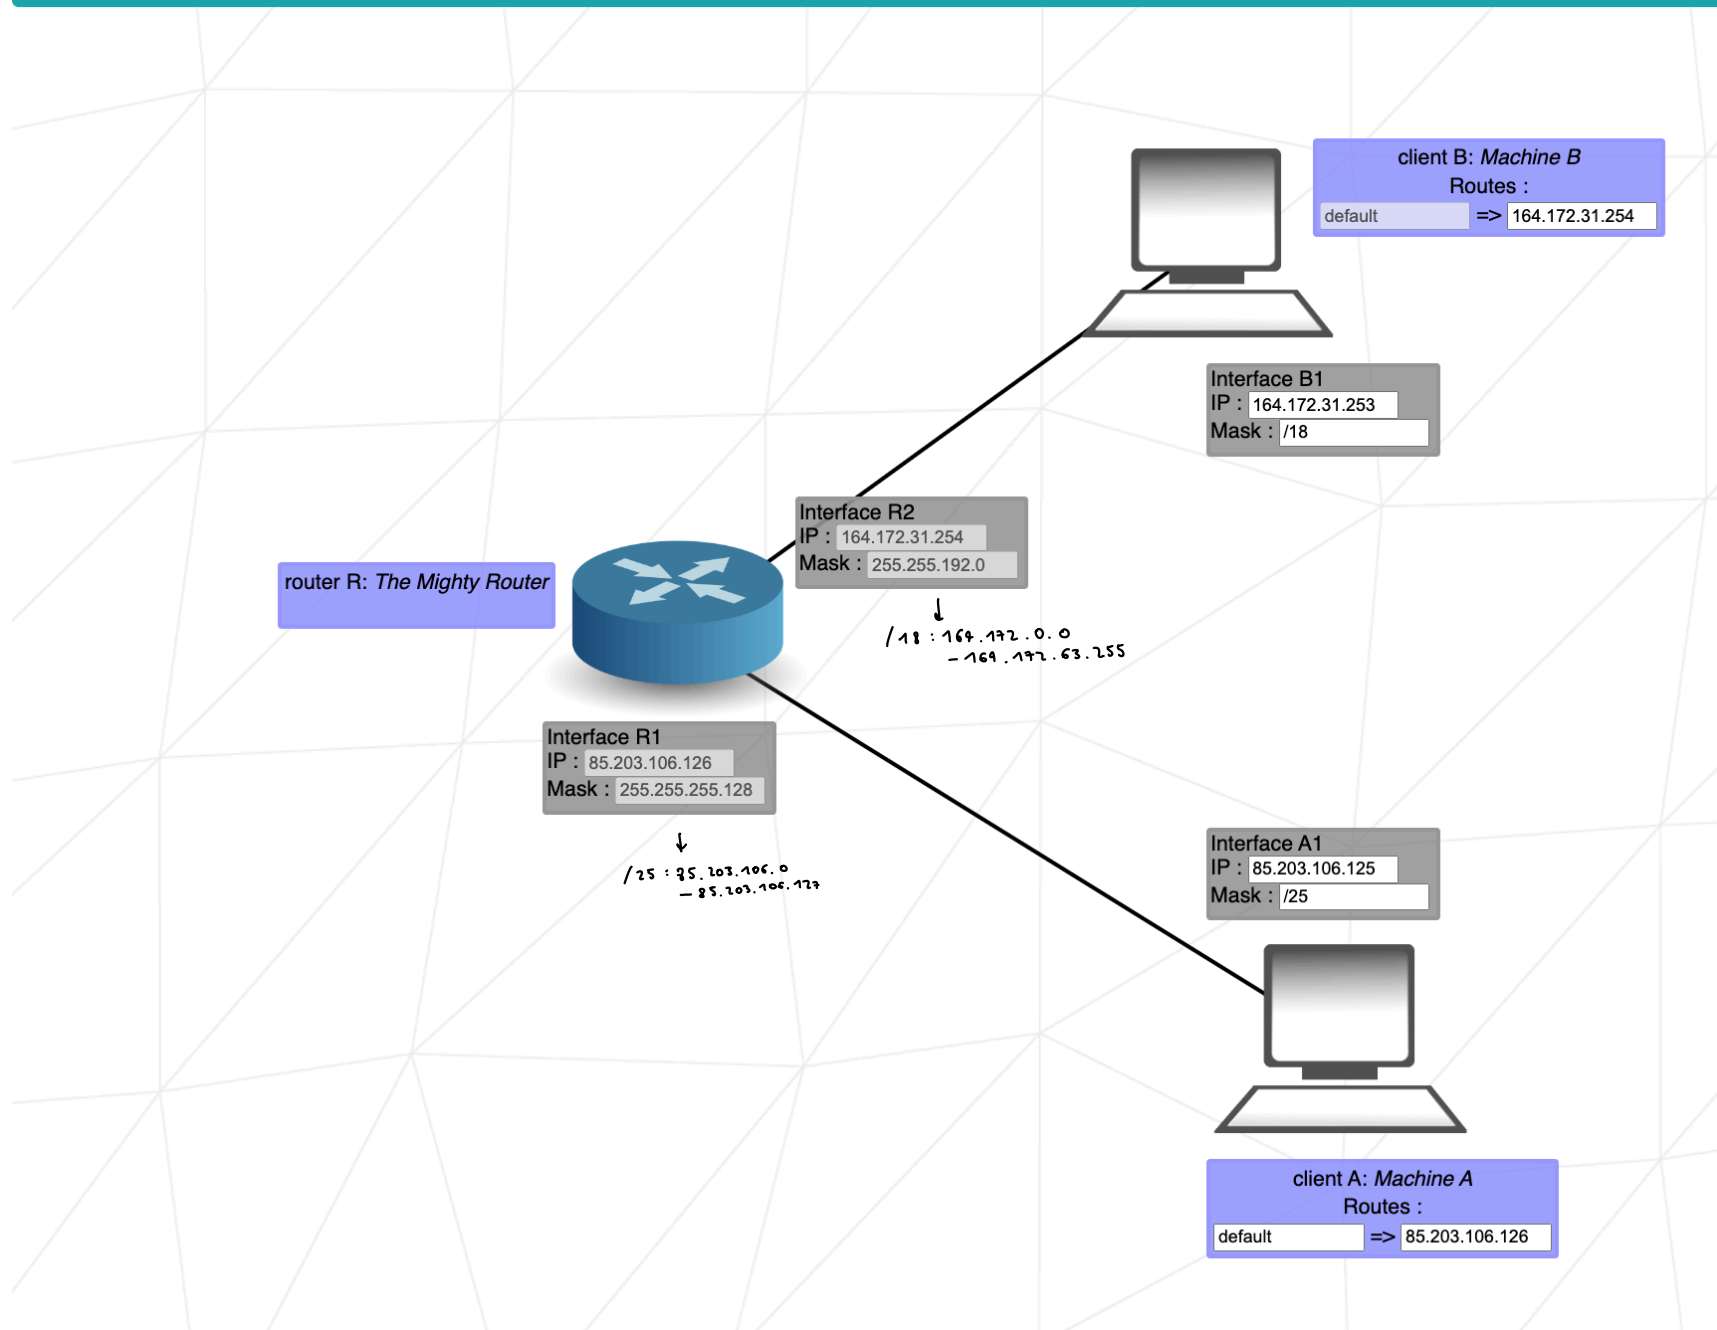 client B: Machine B
Routes :
default => 164.172.31.254
Interface B1
IP : 164.172.31.253
Mask : /18
Interface R2
IP : 164.172.31.254
Mask : 255.255.192.0
router R: The Mighty Router
/18 : 164.172.0.0
- 164.172.63.255
Interface R1
IP : 85.203.106.126
Mask : 255.255.255.128
/25 : 85.203.106.0
- 85.203.106.127
Interface A1
IP : 85.203.106.125
Mask : /25
client A: Machine A
Routes :
default => 85.203.106.126